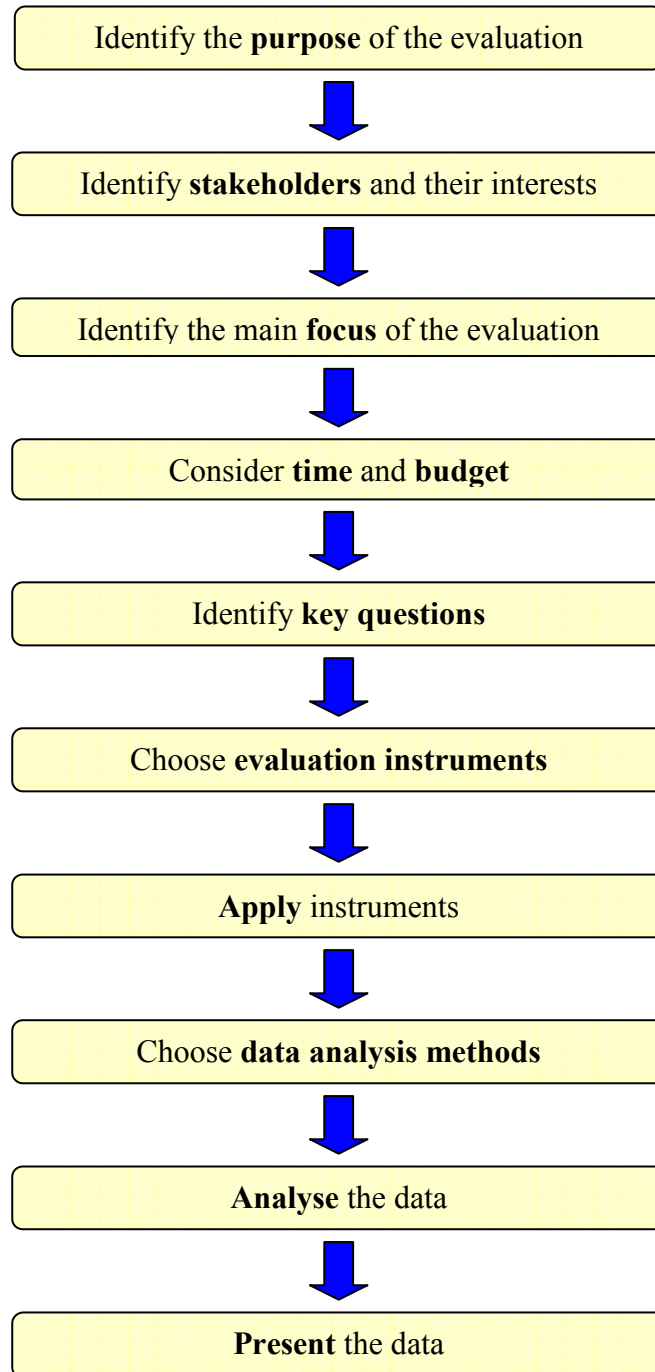 Identify the purpose of the evaluation
Identify stakeholders and their interests
Identify the main focus of the evaluation
Consider time and budget
Identify key questions
Choose evaluation instruments
Apply instruments
Choose data analysis methods
Analyse the data
Present the data